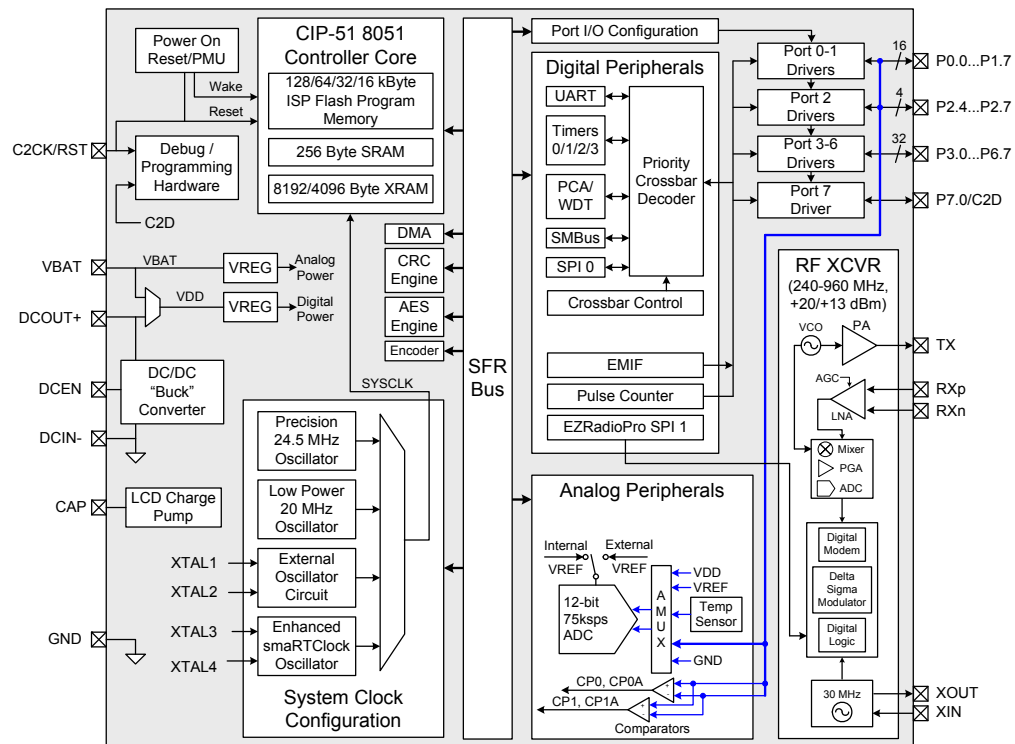 Power On
Reset/PMU
Wake
Reset
C2CK/RST
Debug /
Programming
Hardware
C2D
CIP-51 8051
Controller Core
128/64/32/16 kByte
ISP Flash Program
Memory
256 Byte SRAM
8192/4096 Byte XRAM
VBAT
VBAT
VREG
Analog
Power
VDD
VREG
Digital
Power
DCOUT+
DCEN
DC/DC
“Buck”
Converter
DCIN-
CAP
LCD Charge
Pump
XTAL1
XTAL2
GND
XTAL3
XTAL4
DMA
CRC
Engine
AES
Engine
Encoder
SYSCLK
Precision
24.5 MHz
Oscillator
Low Power
20 MHz
Oscillator
External
Oscillator
Circuit
Enhanced
smaRTClock
Oscillator
System Clock
Configuration
SFR
Bus
Port I/O Configuration
Digital Peripherals
UART
Timers
0/1/2/3
PCA/
WDT
SMBus
SPI 0
Priority
Crossbar
Decoder
Crossbar Control
EMIF
Pulse Counter
EZRadioPro SPI 1
Analog Peripherals
Internal
VREF
External
VREF
12-bit
75ksps
ADC
A
M
U
X
VDD
VREF
Temp
Sensor
GND
CP0, CP0A
CP1, CP1A
+
-
+
-
Comparators
Port 0-1
Drivers
16
P0.0...P1.7
Port 2
Drivers
4
P2.4...P2.7
Port 3-6
Drivers
32
P3.0...P6.7
Port 7
Driver
P7.0/C2D
RF XCVR
(240-960 MHz,
+20/+13 dBm)
VCO
PA
TX
AGC
LNA
RXp
RXn
Mixer
PGA
ADC
Digital
Modem
Delta
Sigma
Modulator
Digital
Logic
30 MHz
XOUT
XIN